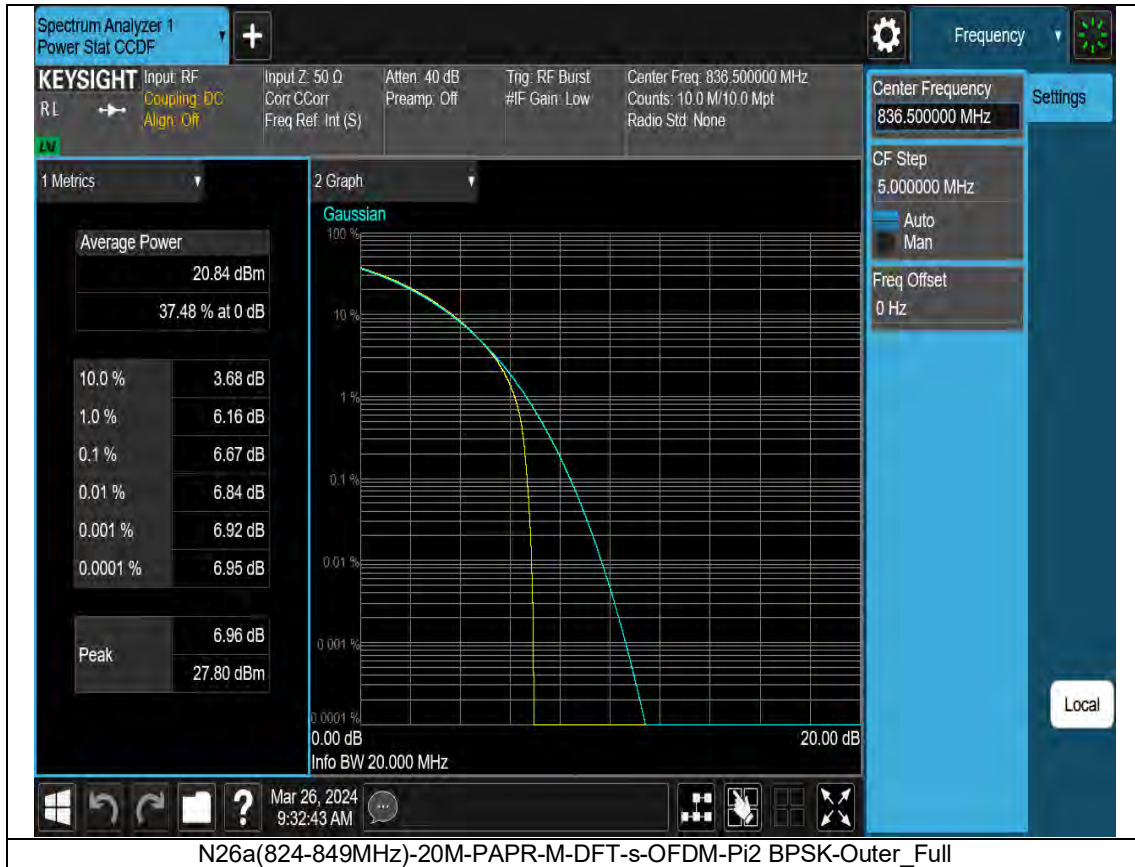 Spectrum Analyzer 1
Power Stat CCDF
+
Frequency
KEYSIGHT
RL
LNI
Input: RF
Coupling: DC
Align: Off
Input Z: 50 Ω
Corr CCorr
Freq Ref: Int (S)
Atten: 40 dB
Preamp: Off
Trig: RF Burst
#IF Gain: Low
Center Freq: 836.500000 MHz
Counts: 10.0 M/10.0 Mpt
Radio Std: None
Center Frequency
836.500000 MHz
Settings
CF Step
5.000000 MHz
Auto
Man
Freq Offset
0 Hz
1 Metrics
Average Power
20.84 dBm
37.48 % at 0 dB
10.0 % 3.68 dB
1.0 % 6.16 dB
0.1 % 6.67 dB
0.01 % 6.84 dB
0.001 % 6.92 dB
0.0001 % 6.95 dB
Peak
6.96 dB
27.80 dBm
2 Graph
Gaussian
100 %
10 %
1 %
0.1 %
0.01 %
0.001 %
0.0001 %
0.00 dB 20.00 dB
Info BW 20.000 MHz
Local
?
Mar 26, 2024
9:32:43 AM
N26a(824-849MHz)-20M-PAPR-M-DFT-s-OFDM-Pi2 BPSK-Outer_Full